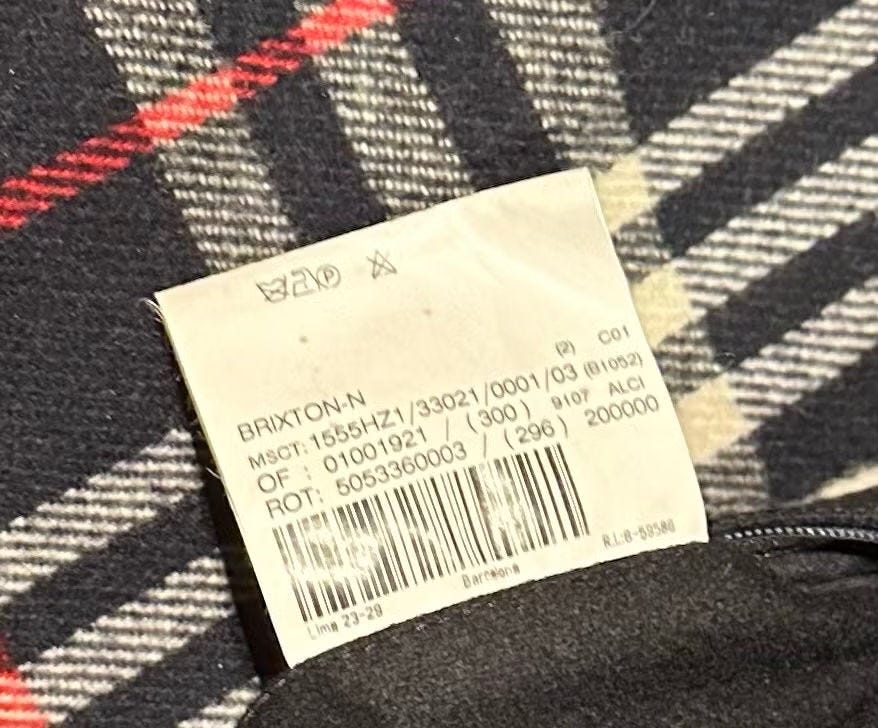 (2) C01
BRIXTON-N
MSCT: 1555HZ1/33021/0001/03 (B1052)
OF : 01001921 / (300) 9107 ALCI
ROT: 5053360003 / (296) 200000
Lima 23-29 Barcelona R.I.:8-59580